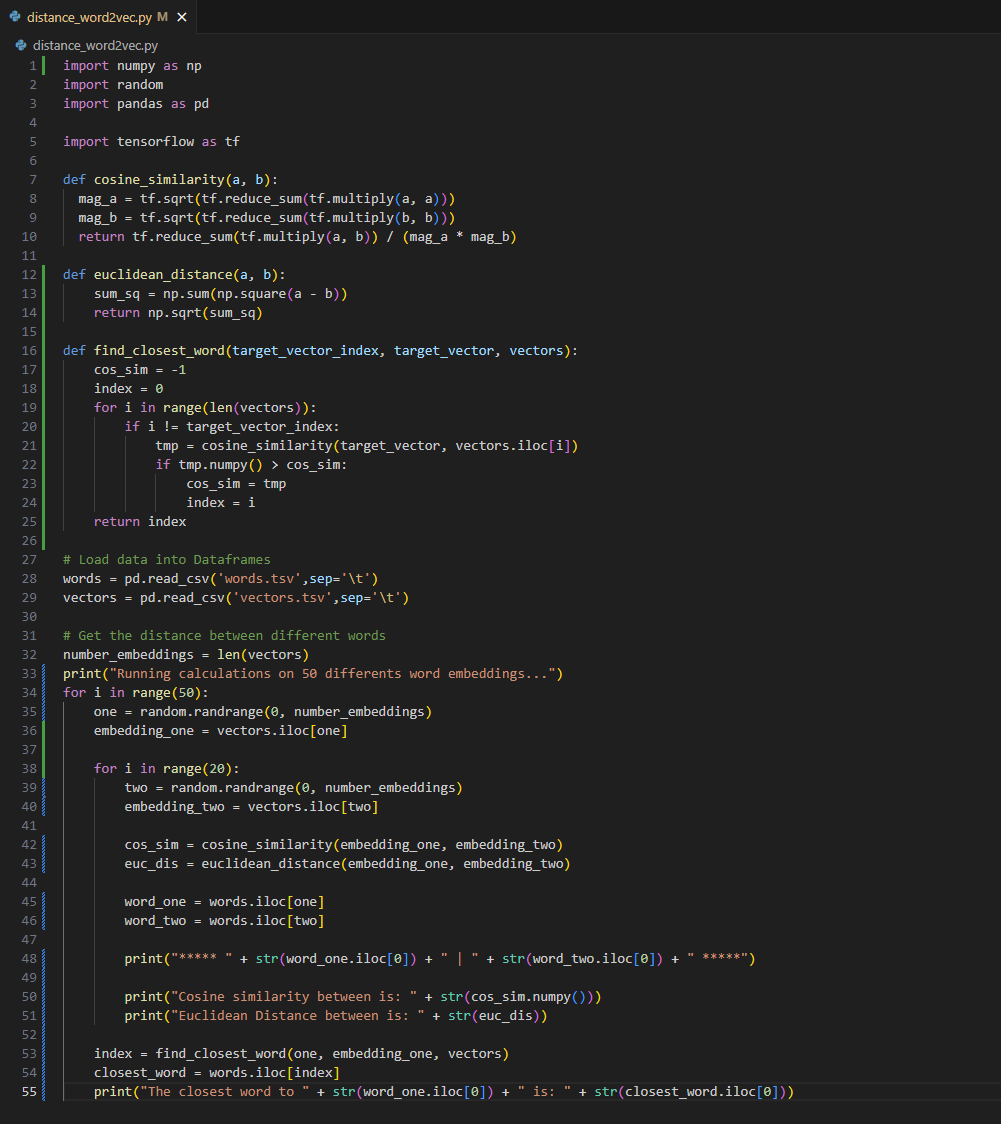 distance_word2vec.py M ×
distance_word2vec.py
1 import numpy as np
2 import random
3 import pandas as pd
4
5 import tensorflow as tf
6
7 def cosine_similarity(a, b):
8   mag_a = tf.sqrt(tf.reduce_sum(tf.multiply(a, a)))
9   mag_b = tf.sqrt(tf.reduce_sum(tf.multiply(b, b)))
10   return tf.reduce_sum(tf.multiply(a, b)) / (mag_a * mag_b)
11
12 def euclidean_distance(a, b):
13     sum_sq = np.sum(np.square(a - b))
14     return np.sqrt(sum_sq)
15
16 def find_closest_word(target_vector_index, target_vector, vectors):
17     cos_sim = -1
18     index = 0
19     for i in range(len(vectors)):
20         if i != target_vector_index:
21             tmp = cosine_similarity(target_vector, vectors.iloc[i])
22             if tmp.numpy() > cos_sim:
23                 cos_sim = tmp
24                 index = i
25     return index
26
27 # Load data into Dataframes
28 words = pd.read_csv('words.tsv',sep='\t')
29 vectors = pd.read_csv('vectors.tsv',sep='\t')
30
31 # Get the distance between different words
32 number_embeddings = len(vectors)
33 print("Running calculations on 50 differents word embeddings...")
34 for i in range(50):
35     one = random.randrange(0, number_embeddings)
36     embedding_one = vectors.iloc[one]
37
38     for i in range(20):
39         two = random.randrange(0, number_embeddings)
40         embedding_two = vectors.iloc[two]
41
42         cos_sim = cosine_similarity(embedding_one, embedding_two)
43         euc_dis = euclidean_distance(embedding_one, embedding_two)
44
45         word_one = words.iloc[one]
46         word_two = words.iloc[two]
47
48         print("***** " + str(word_one.iloc[0]) + " | " + str(word_two.iloc[0]) + " *****")
49
50         print("Cosine similarity between is: " + str(cos_sim.numpy()))
51         print("Euclidean Distance between is: " + str(euc_dis))
52
53     index = find_closest_word(one, embedding_one, vectors)
54     closest_word = words.iloc[index]
55     print("The closest word to " + str(word_one.iloc[0]) + " is: " + str(closest_word.iloc[0]))